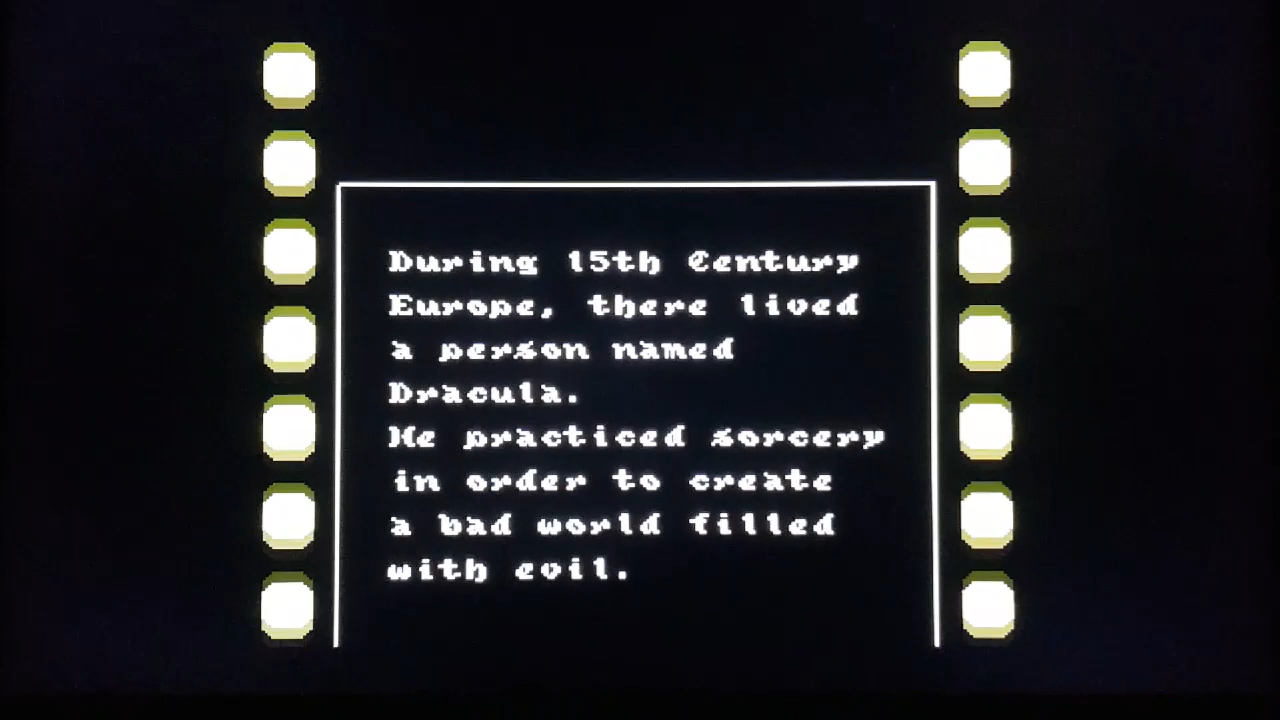 During 15th Century
Europe, there lived
a person named
Dracula.
He practiced sorcery
in order to create
a bad world filled
with evil.